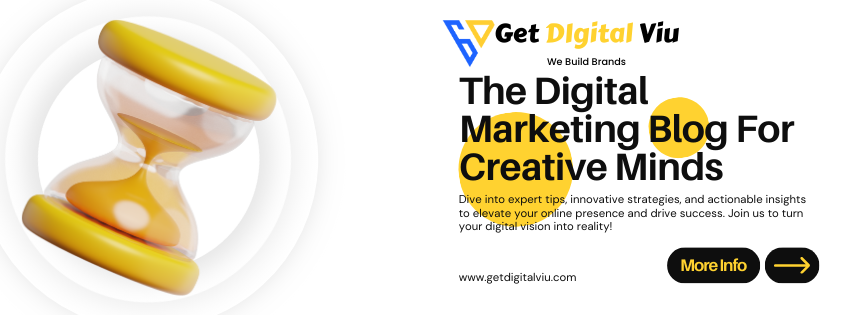 Get DIgital Viu
We Build Brands
The Digital
Marketing Blog For
Creative Minds
Dive into expert tips, innovative strategies, and actionable insights
to elevate your online presence and drive success. Join us to turn
your digital vision into reality!
www.getdigitalviu.com
More Info